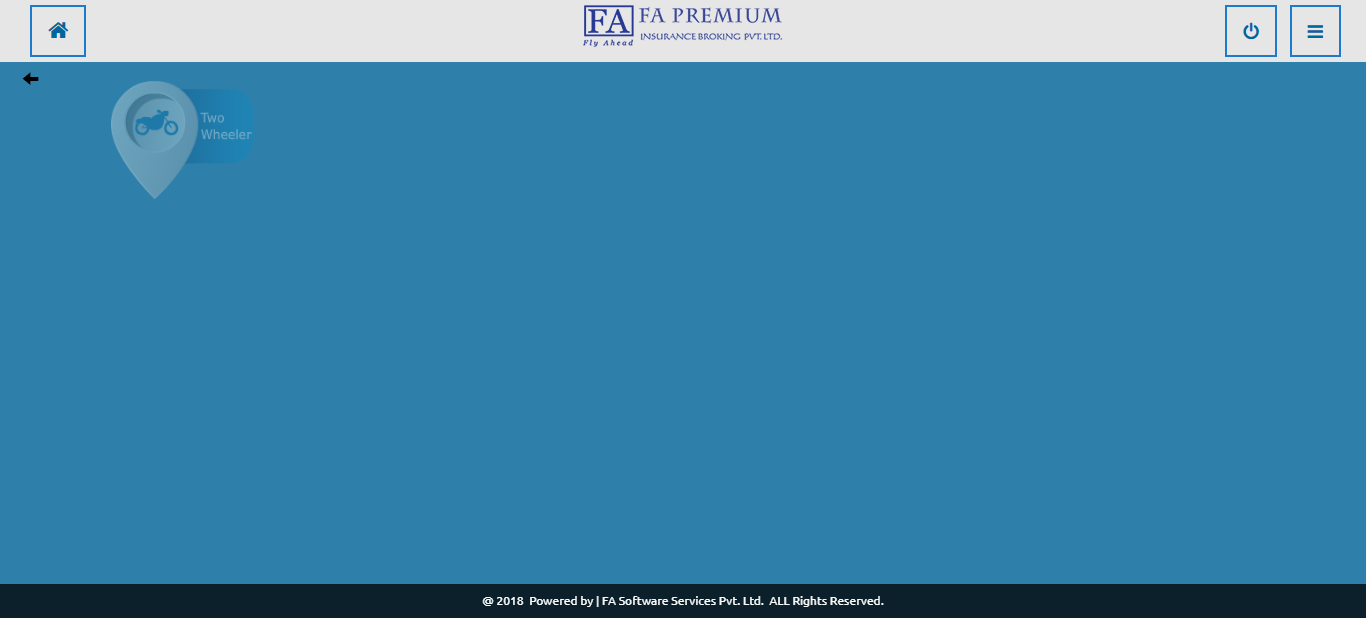 FA
Fly Ahead
FA PREMIUM
INSURANCE BROKING PVT. LTD.
Two
Wheeler
@ 2018 Powered by | FA Software Services Pvt. Ltd. ALL Rights Reserved.